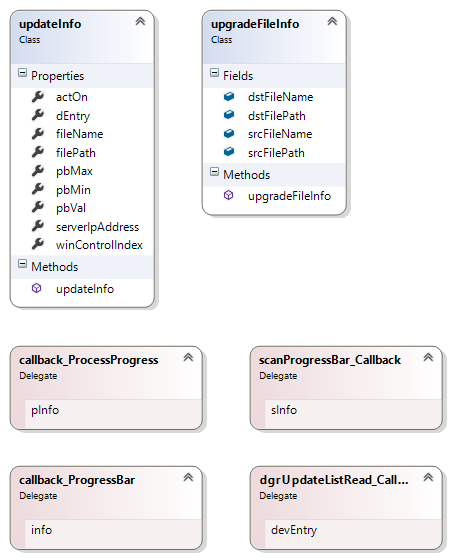 updateInfo
Class
Properties
actOn
dEntry
fileName
filePath
pbMax
pbMin
pbVal
serverIpAddress
winControlIndex
Methods
updateInfo
upgradeFileInfo
Class
Fields
dstFileName
dstFilePath
srcFileName
srcFilePath
Methods
upgradeFileInfo
callback_ProcessProgress
Delegate
pInfo
scanProgressBar_Callback
Delegate
sInfo
callback_ProgressBar
Delegate
info
dgrUpdateListRead_Call...
Delegate
devEntry